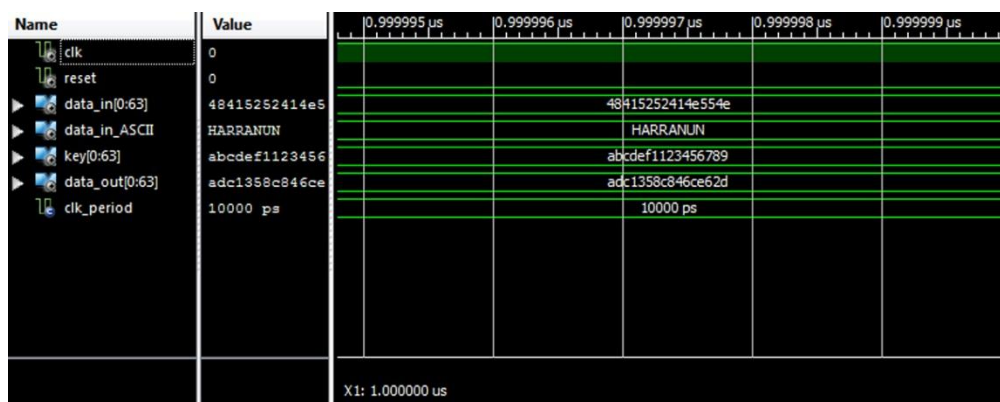 Name Value 0.999995 us 0.999996 us 0.999997 us 0.999998 us 0.999999 us
clk 0
reset 0
data_in[0:63] 48415252414e5 48415252414e554e
data_in_ASCII HARRANUN HARRANUN
key[0:63] abcdef1123456 abcdef1123456789
data_out[0:63] adc1358c846ce adc1358c846ce62d
clk_period 10000 ps 10000 ps
X1: 1.000000 us